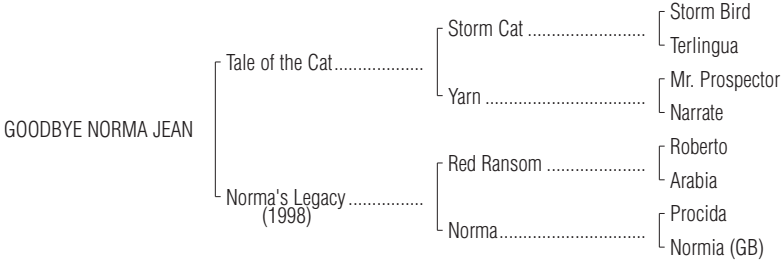 Storm Bird
Storm Cat ..........................
Terlingua
Tale of the Cat...................
Mr. Prospector
Yarn ..................................
Narrate
GOODBYE NORMA JEAN
Roberto
Red Ransom .....................
Arabia
Norma's Legacy................
(1998)
Procida
Norma...............................
Normia (GB)